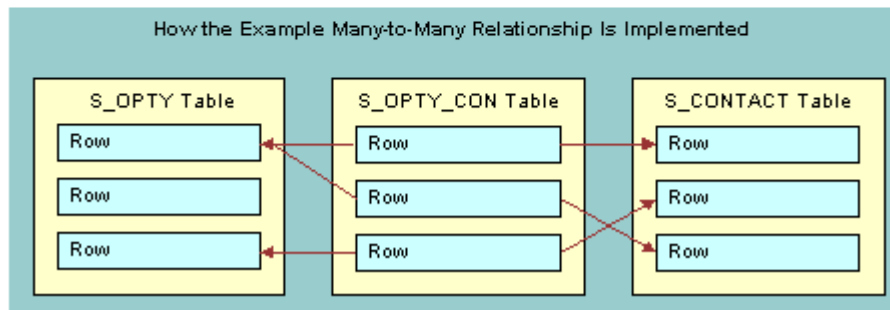 How the Example Many-to-Many Relationship Is Implemented
S_OPTY Table
Row
Row
Row
S_OPTY_CON Table
Row
Row
Row
S_CONTACT Table
Row
Row
Row